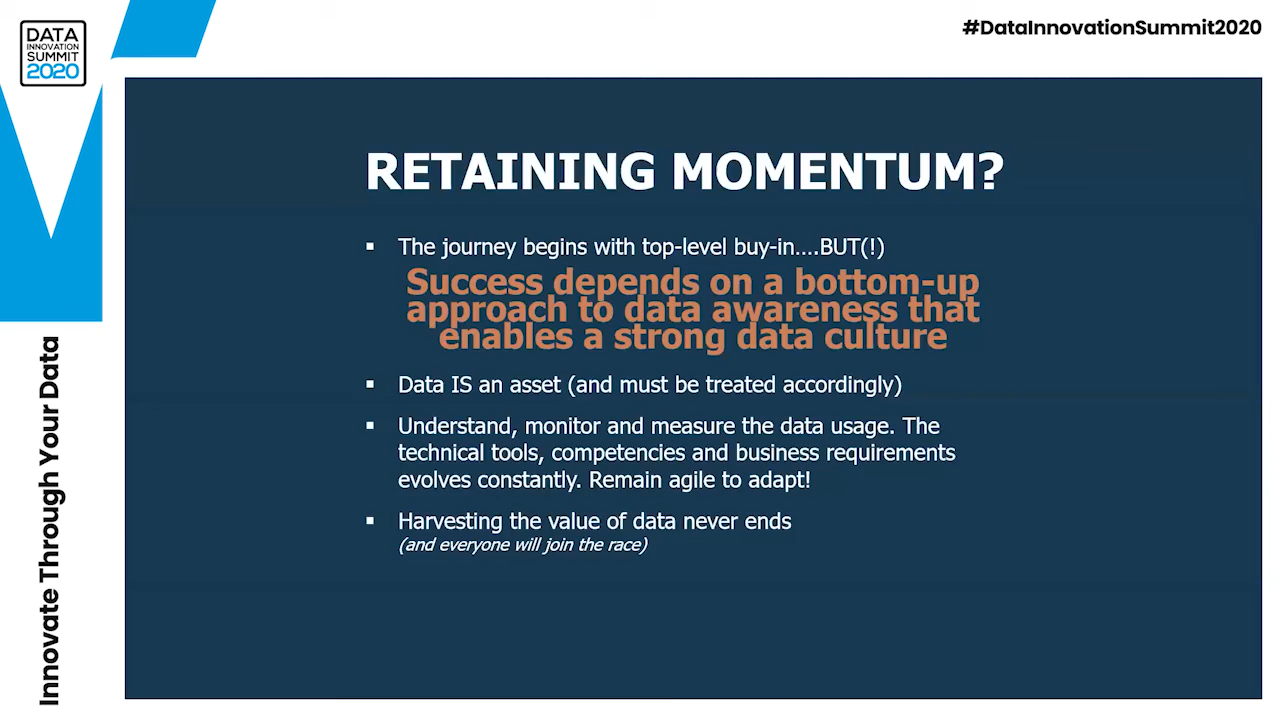 DATA
INNOVATION
SUMMIT
2020
#DataInnovationSummit2020
Innovate Through Your Data
RETAINING MOMENTUM?
▪ The journey begins with top-level buy-in....BUT(!)
Success depends on a bottom-up
approach to data awareness that
enables a strong data culture
▪ Data IS an asset (and must be treated accordingly)
▪ Understand, monitor and measure the data usage. The
technical tools, competencies and business requirements
evolves constantly. Remain agile to adapt!
▪ Harvesting the value of data never ends
(and everyone will join the race)